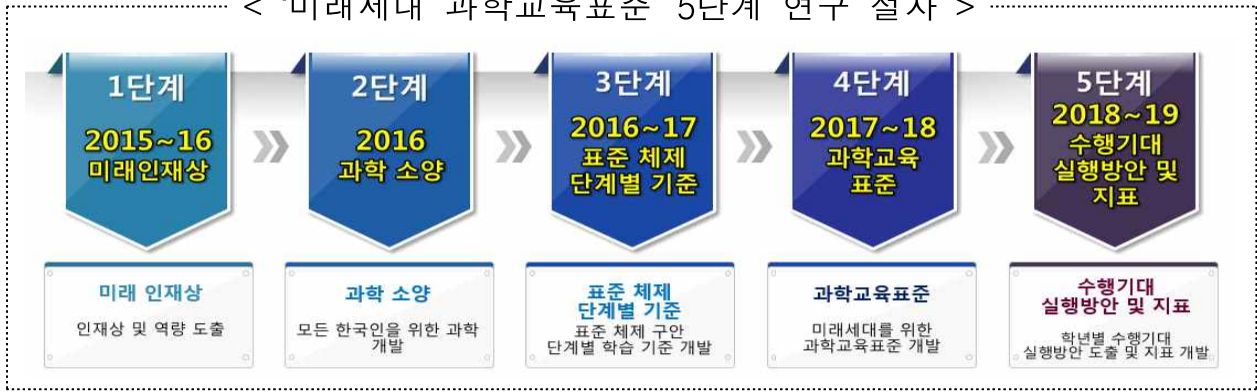 < '미래세대 과학교육표준' 5단계 연구 절차 >
1단계
2015~16
미래인재상
2단계
2016
과학 소양
3단계
2016~17
표준 체제
단계별 기준
4단계
2017~18
과학교육
표준
5단계
2018~19
수행기대
실행방안 및
지표
미래 인재상
인재상 및 역량 도출
과학 소양
모든 한국인을 위한 과학
개발
표준 체제
단계별 기준
표준 체제 구안
단계별 학습 기준 개발
과학교육표준
미래세대를 위한
과학교육표준 개발
수행기대
실행방안 및 지표
학년별 수행기대
실행방안 도출 및 지표 개발